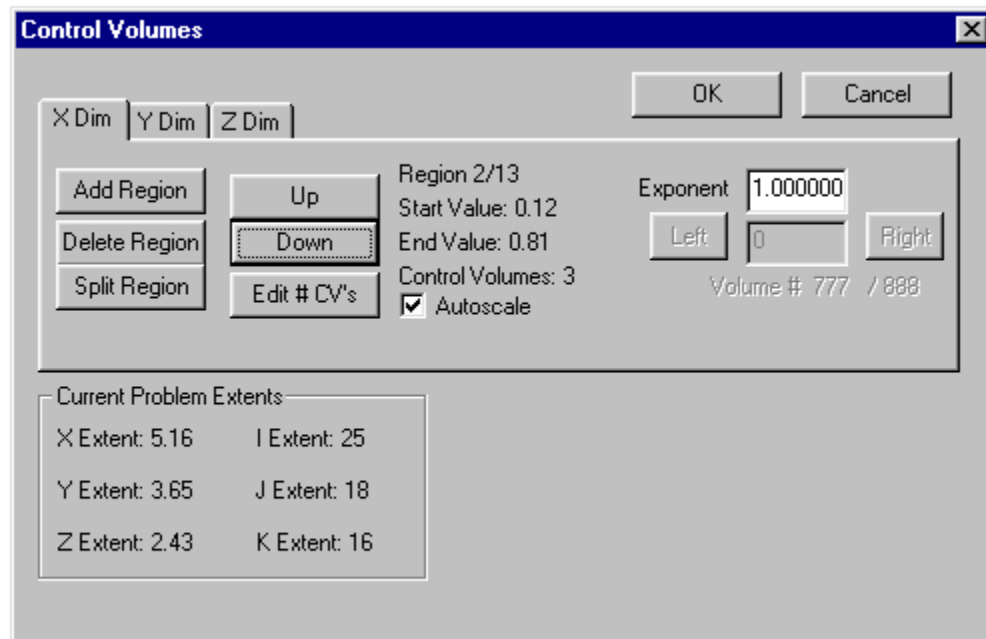 Control Volumes
OK
Cancel
X Dim
Y Dim
Z Dim
Add Region
Delete Region
Split Region
Up
Down
Edit # CV's
Region 2/13
Start Value: 0.12
End Value: 0.81
Control Volumes: 3
Autoscale
Exponent
1.000000
Left
0
Right
Volume # 777 / 888
Current Problem Extents
X Extent: 5.16
I Extent: 25
Y Extent: 3.65
J Extent: 18
Z Extent: 2.43
K Extent: 16